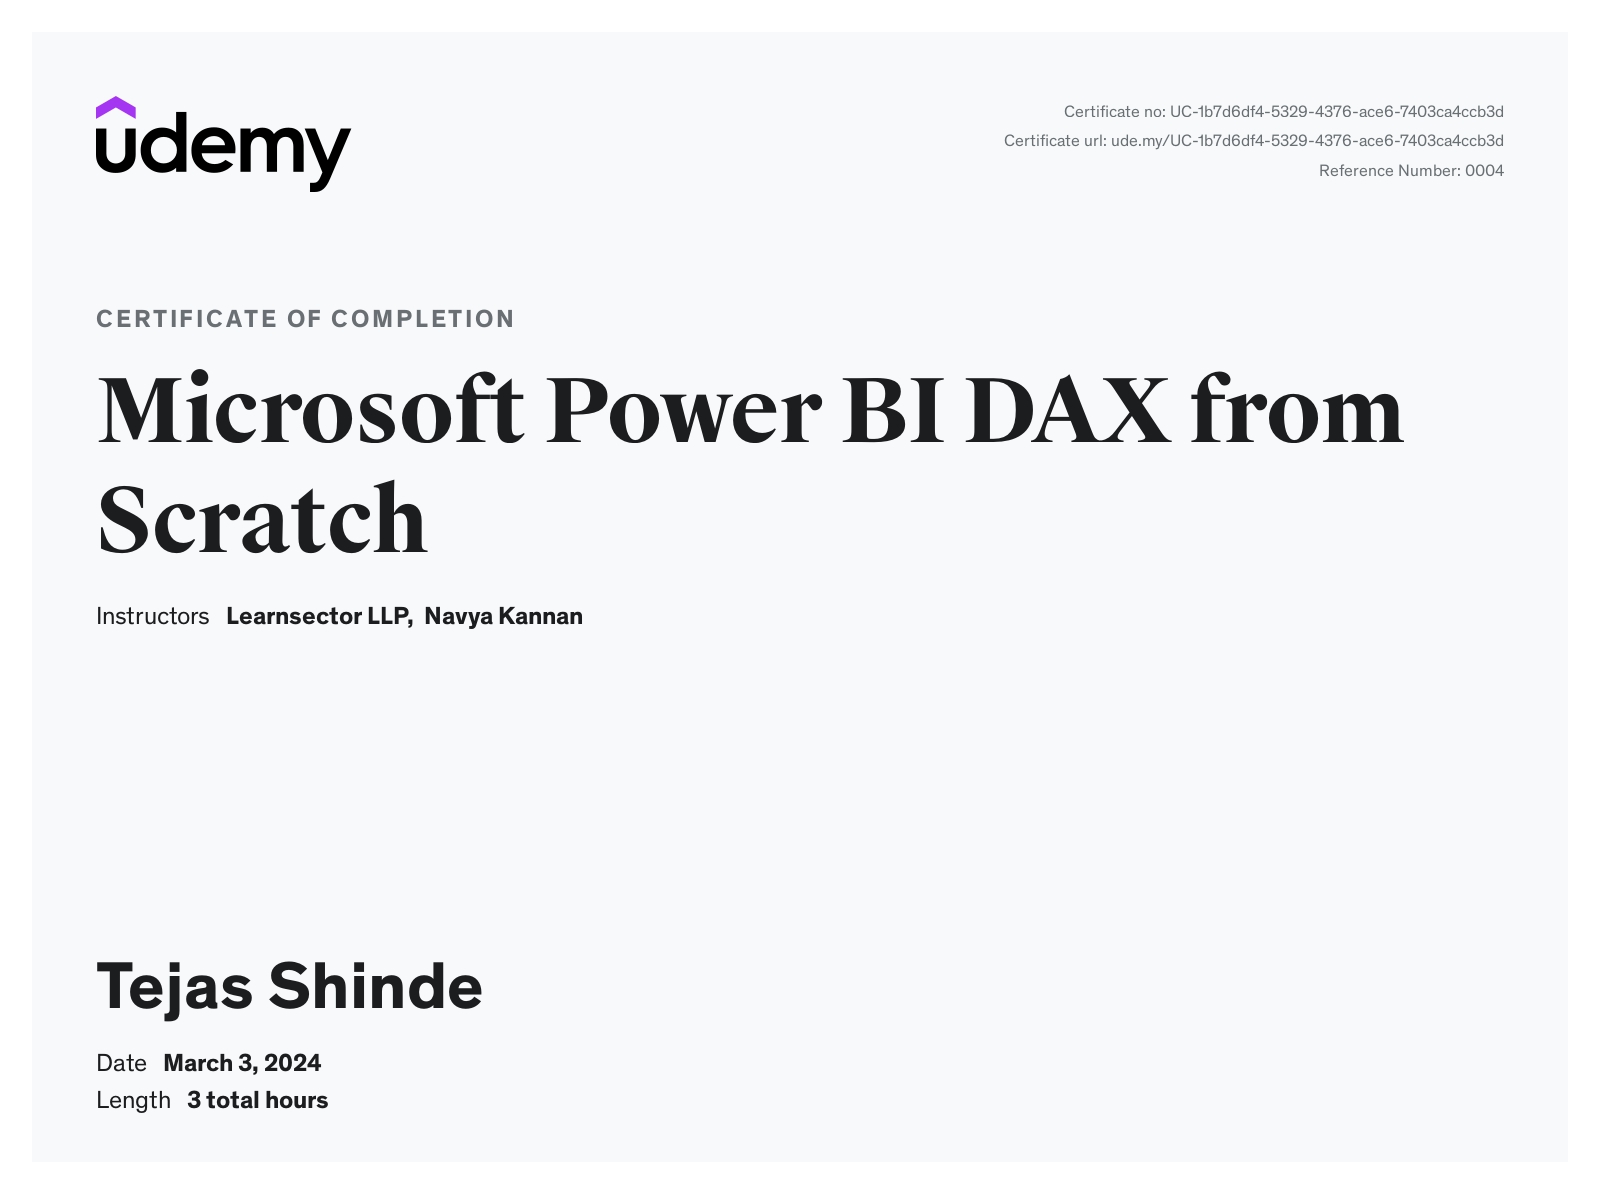 udemy
Certificate no: UC-1b7d6df4-5329-4376-ace6-7403ca4ccb3d
Certificate url: ude.my/UC-1b7d6df4-5329-4376-ace6-7403ca4ccb3d
Reference Number: 0004
CERTIFICATE OF COMPLETION
Microsoft Power BI DAX from
Scratch
Instructors Learnsector LLP, Navya Kannan
Tejas Shinde
Date March 3, 2024
Length 3 total hours